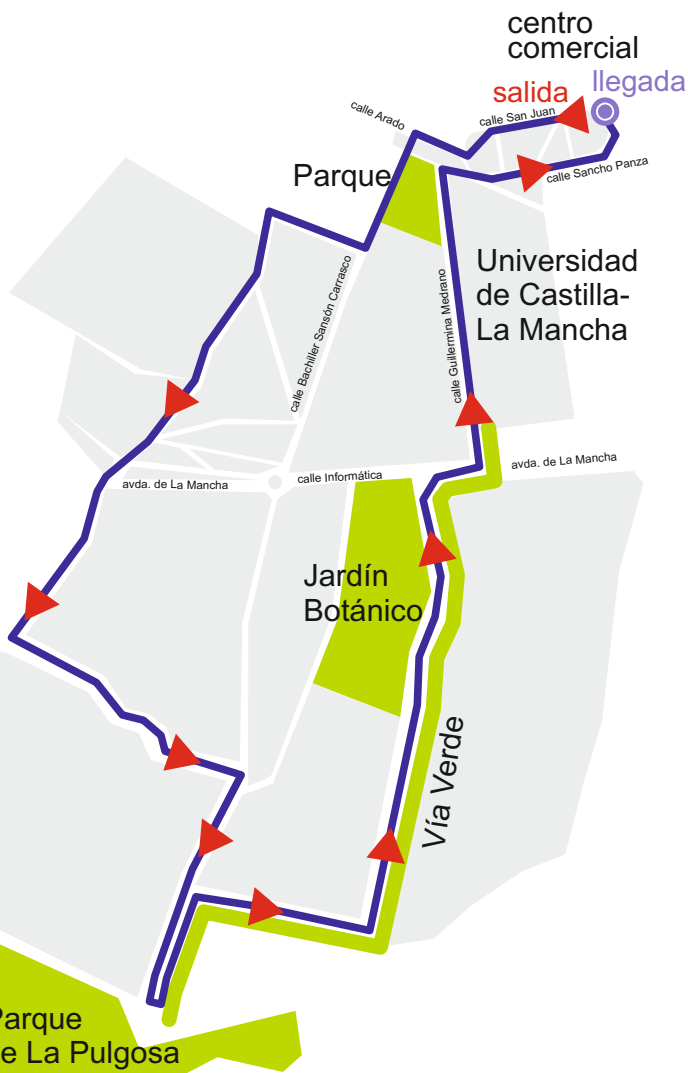 centro
comercial
llegada
salida
calle San Juan
calle Arado
calle Sancho Panza
Parque
Universidad
de Castilla-
La Mancha
calle Bachiller Sansón Carrasco
calle Guillermina Medrano
avda. de La Mancha
calle Informática
avda. de La Mancha
Jardín
Botánico
Vía Verde
Parque
de La Pulgosa